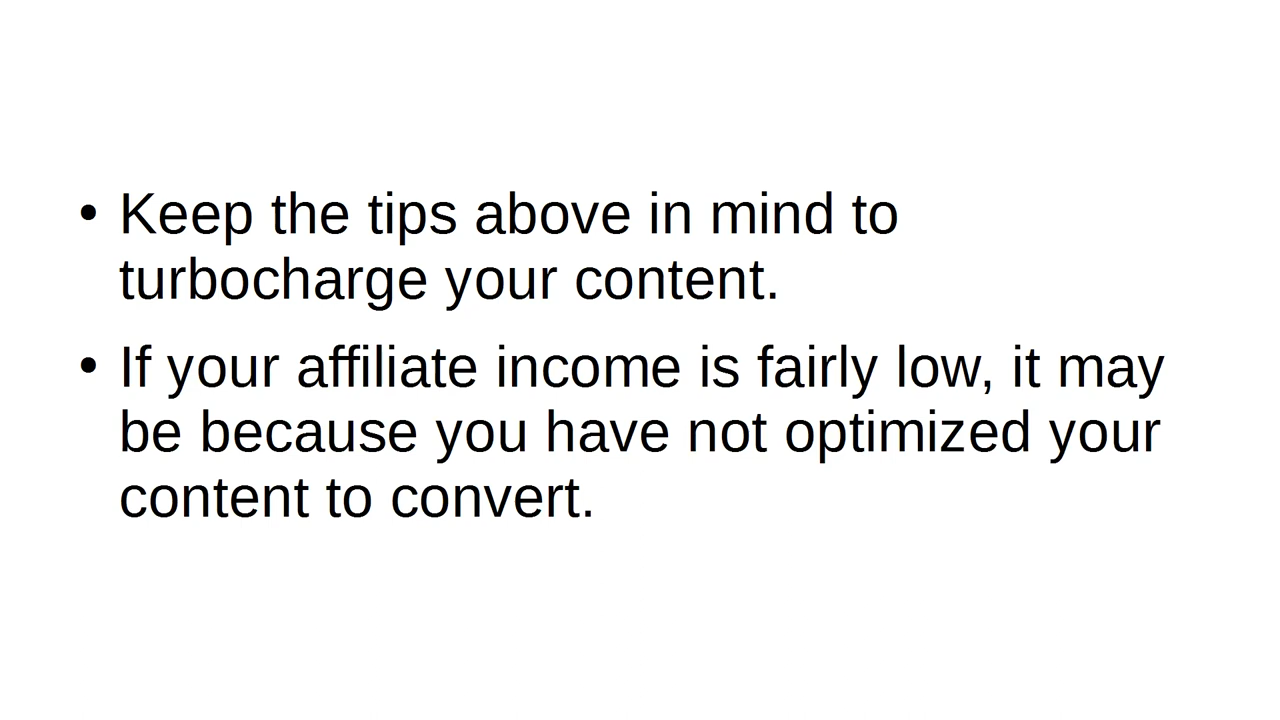 • Keep the tips above in mind to
turbocharge your content.
• If your affiliate income is fairly low, it may
be because you have not optimized your
content to convert.